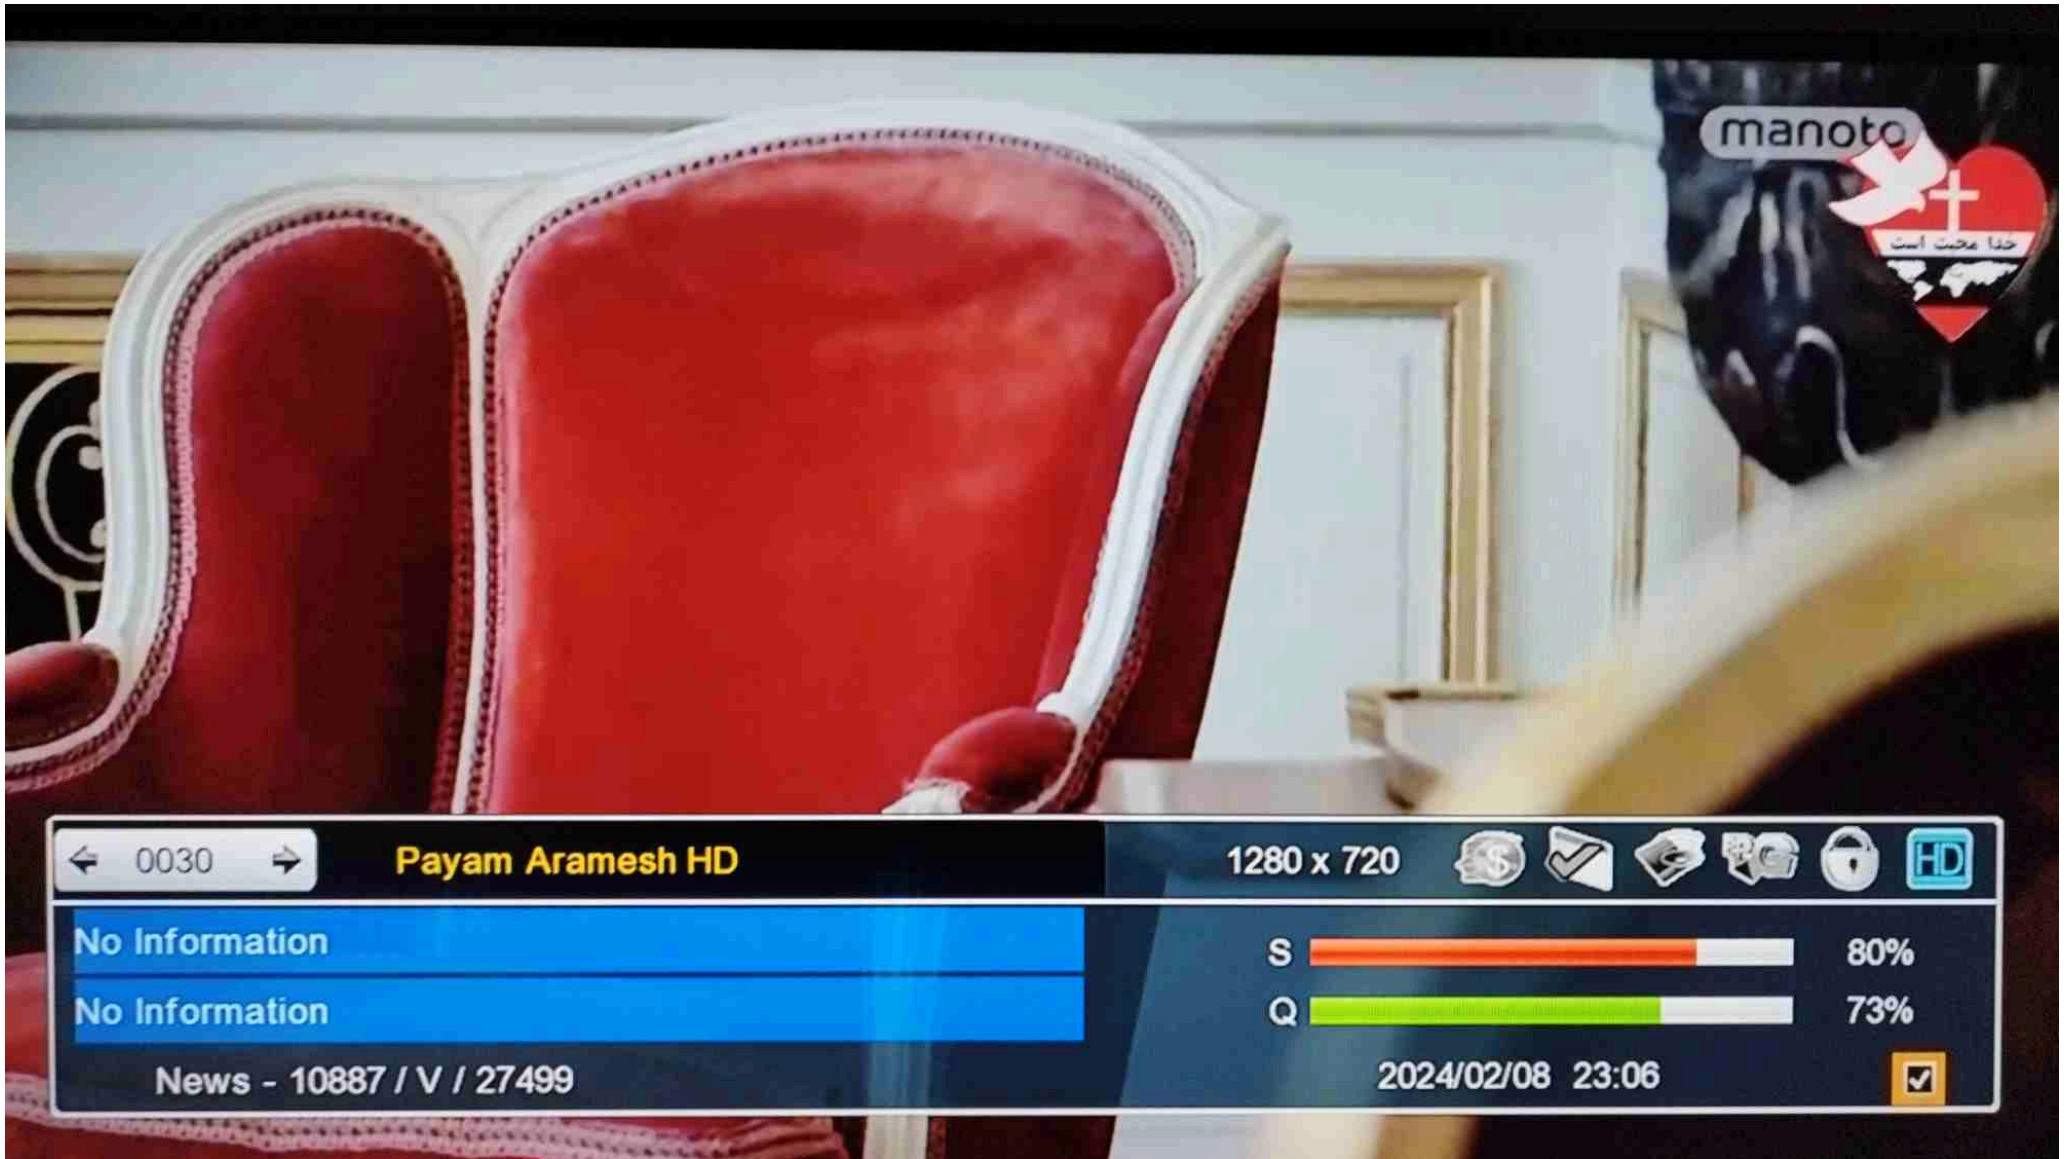 manoto
خدا محبت است
0030
Payam Aramesh HD
1280 x 720
HD
No Information
S 80%
No Information
Q 73%
News - 10887 / V / 27499
2024/02/08 23:06